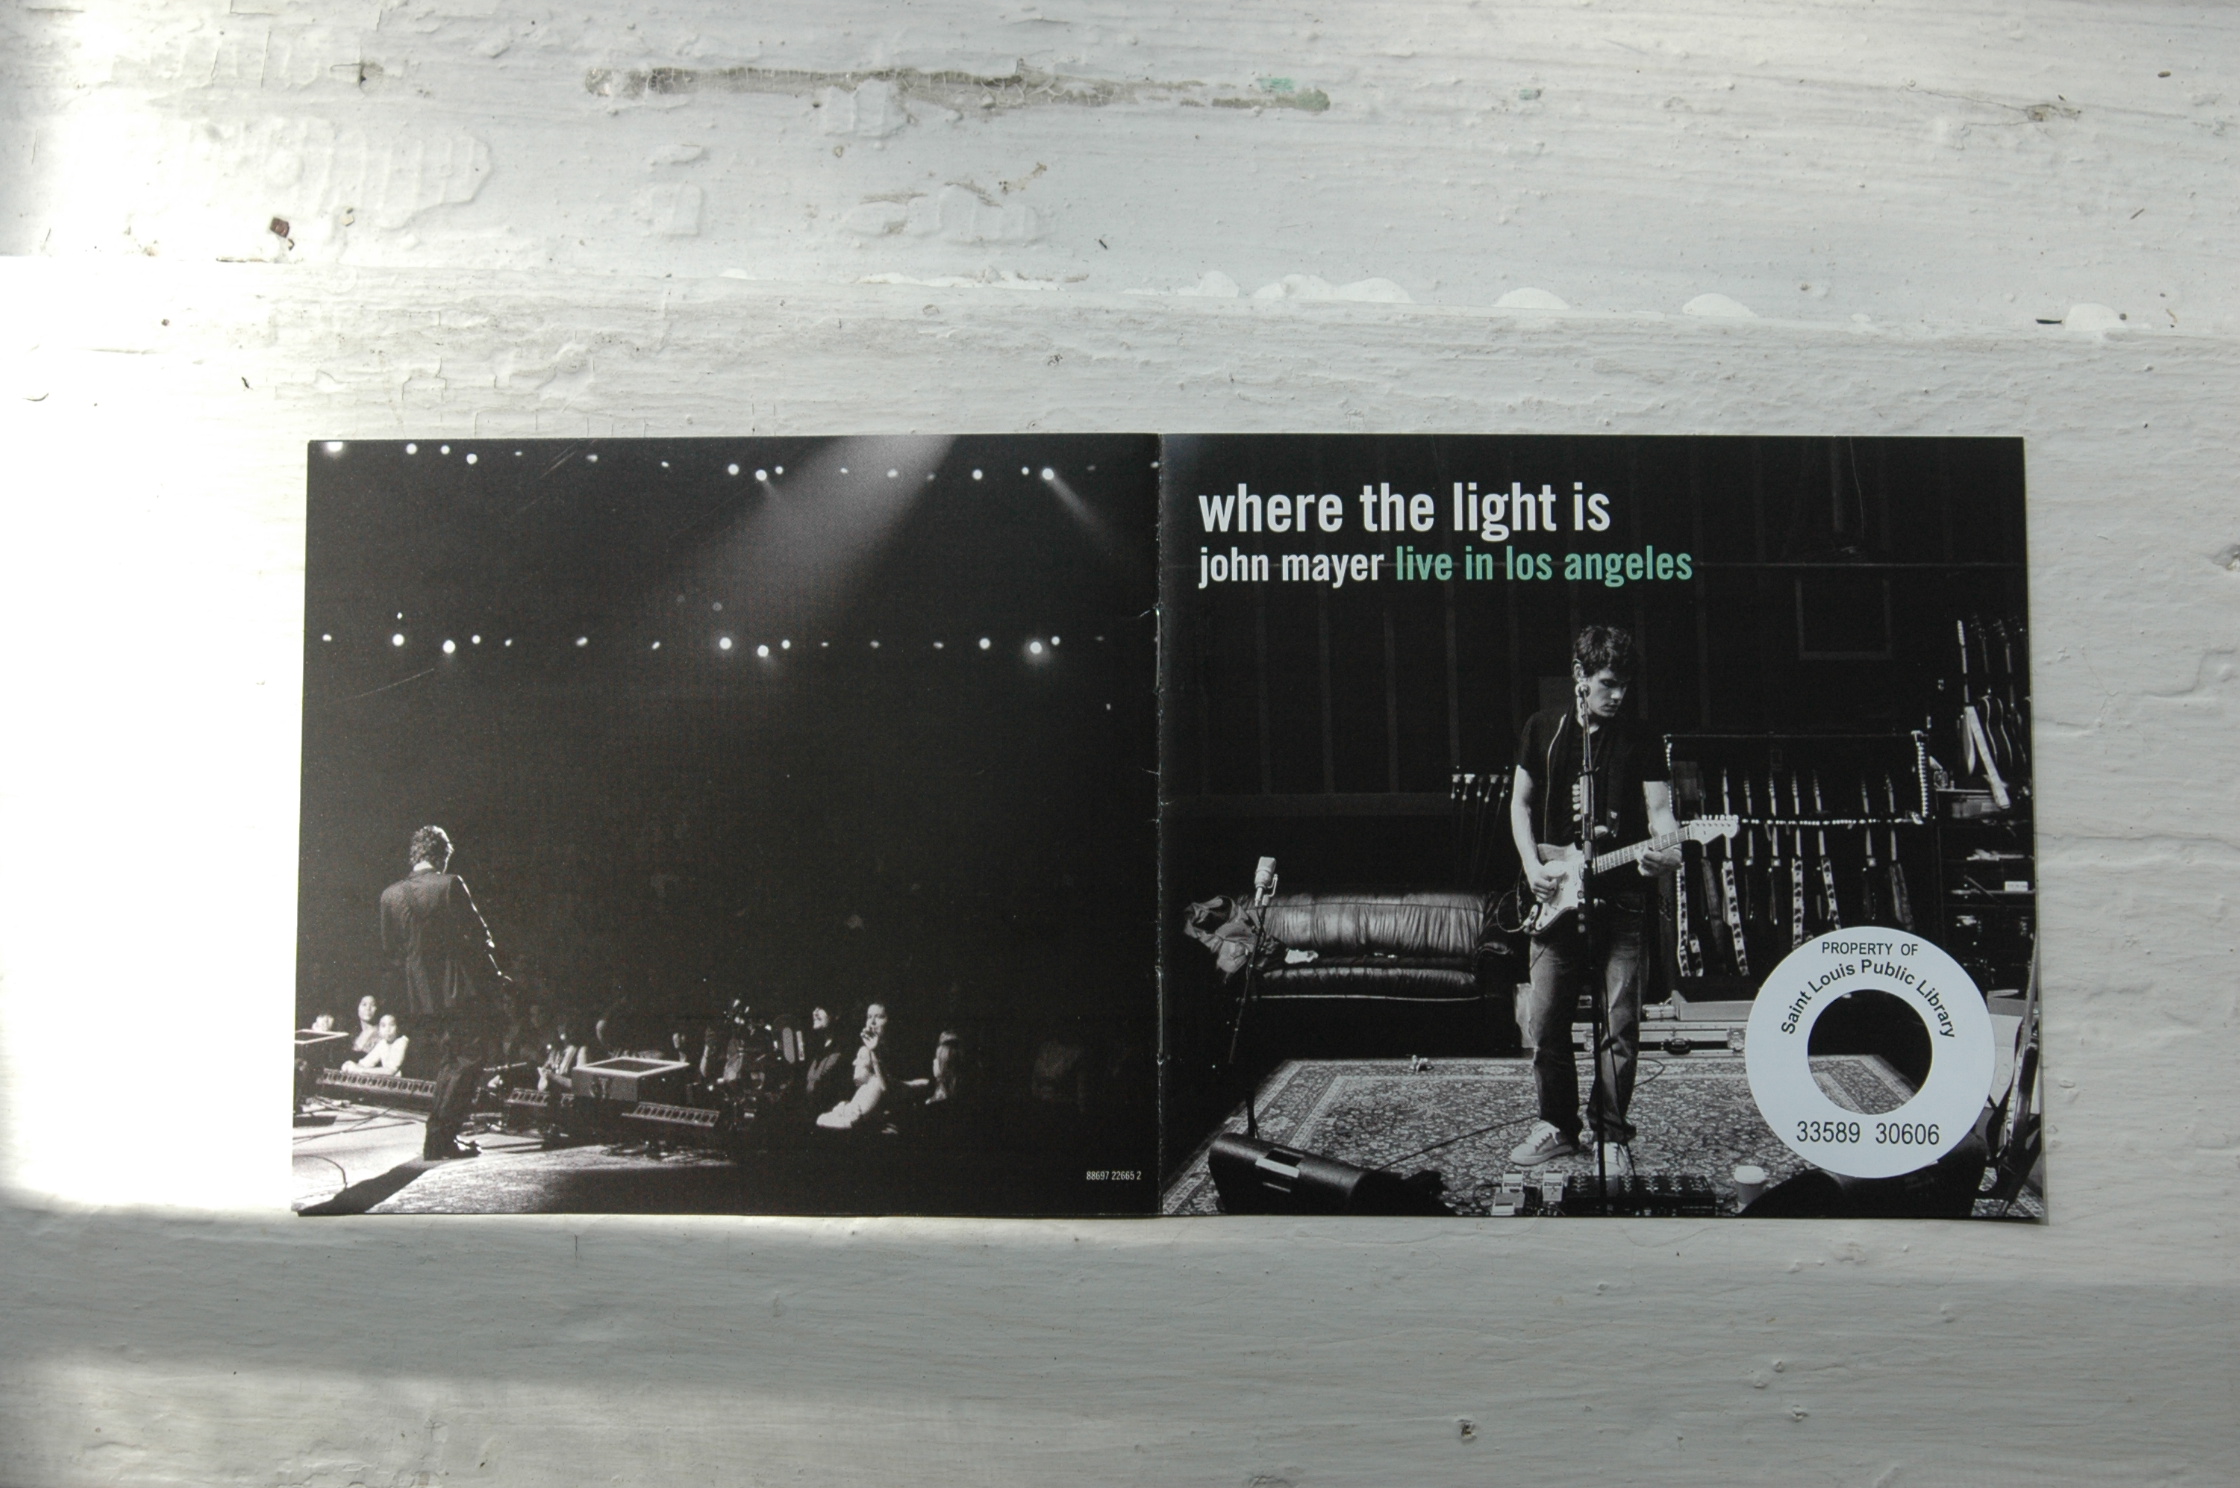 where the light is
john mayer live in los angeles
PROPERTY OF
Saint Louis Public Library
33589 30606
88697 22665 2